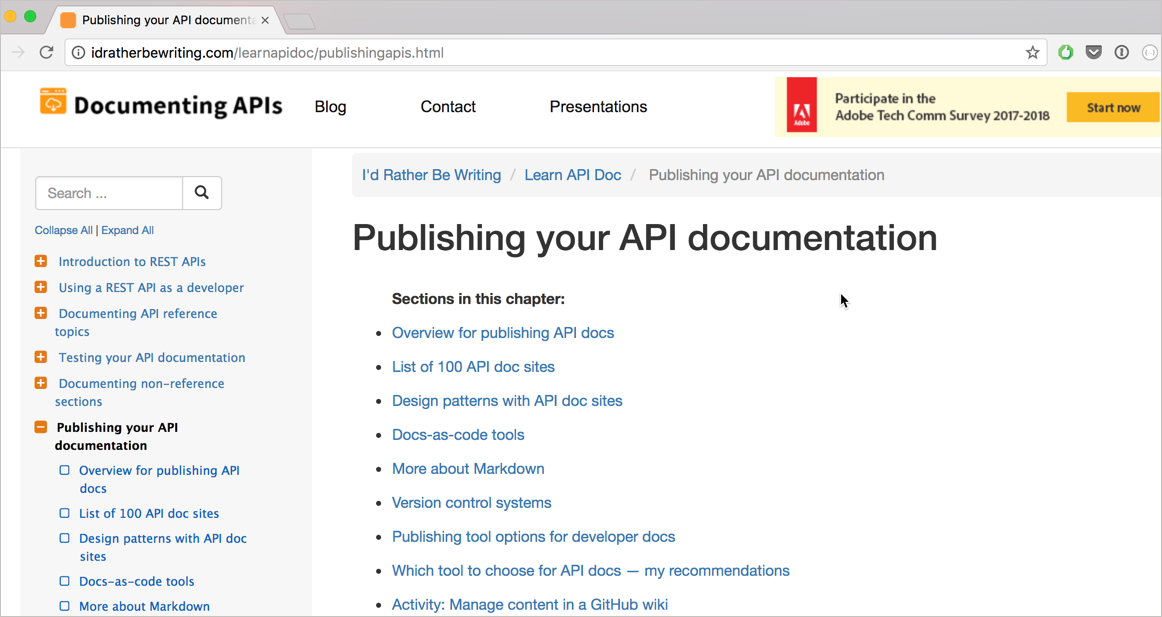 Publishing your API documenta
idratherbewriting.com/learnapidoc/publishingapis.html
Documenting APIs
Blog
Contact
Presentations
Adobe
Participate in the
Adobe Tech Comm Survey 2017-2018
Start now
Search ...
Collapse All | Expand All
Introduction to REST APIs
Using a REST API as a developer
Documenting API reference
topics
Testing your API documentation
Documenting non-reference
sections
Publishing your API
documentation
Overview for publishing API
docs
List of 100 API doc sites
Design patterns with API doc
sites
Docs-as-code tools
More about Markdown
I'd Rather Be Writing / Learn API Doc / Publishing your API documentation
Publishing your API documentation
Sections in this chapter:
• Overview for publishing API docs
• List of 100 API doc sites
• Design patterns with API doc sites
• Docs-as-code tools
• More about Markdown
• Version control systems
• Publishing tool options for developer docs
• Which tool to choose for API docs — my recommendations
• Activity: Manage content in a GitHub wiki